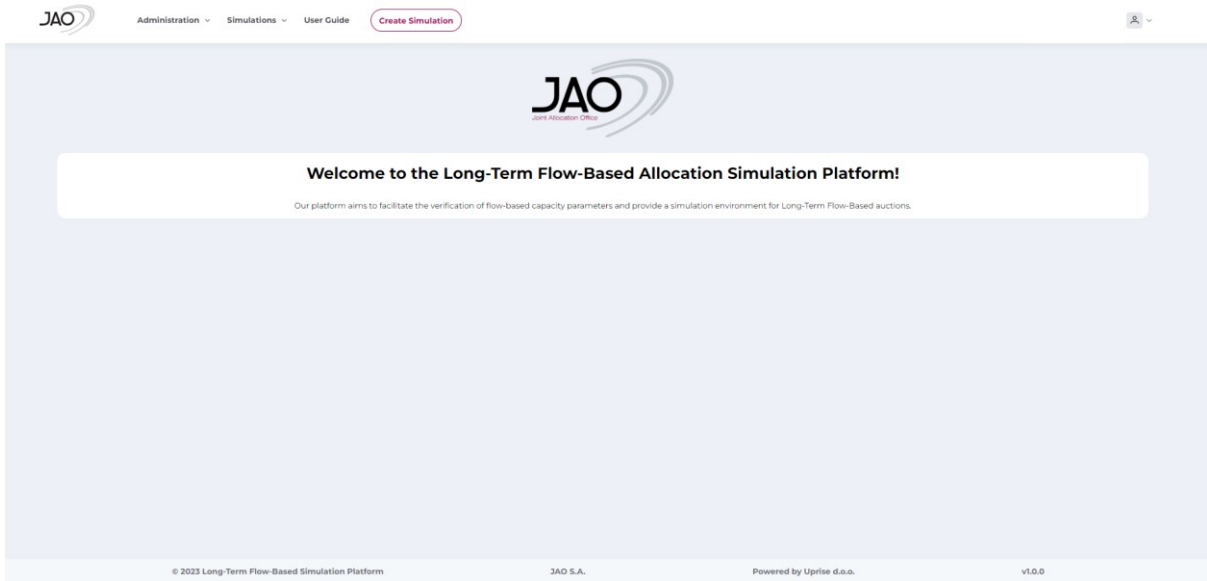 JAO
Administration
Simulations
User Guide
Create Simulation
JAO
Joint Allocation Office
Welcome to the Long-Term Flow-Based Allocation Simulation Platform!
Our platform aims to facilitate the verification of flow-based capacity parameters and provide a simulation environment for Long-Term Flow-Based auctions.
© 2023 Long-Term Flow-Based Simulation Platform
JAO S.A.
Powered by Uprise d.o.o.
v1.0.0